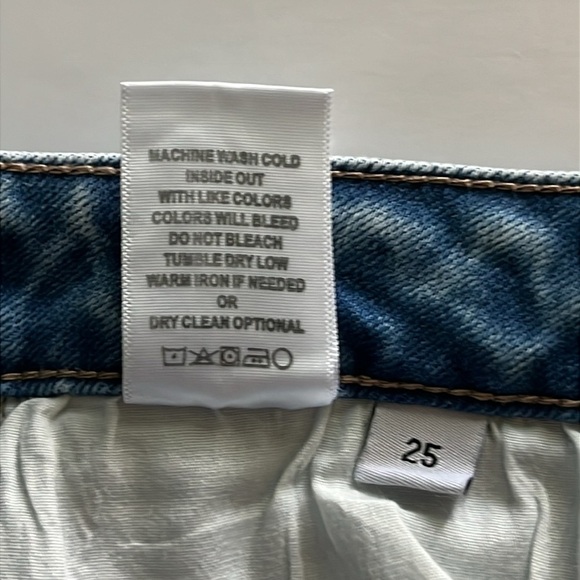 MACHINE WASH COLD
INSIDE OUT
WITH LIKE COLORS
COLORS WILL BLEED
DO NOT BLEACH
TUMBLE DRY LOW
WARM IRON IF NEEDED
OR
DRY CLEAN OPTIONAL
25